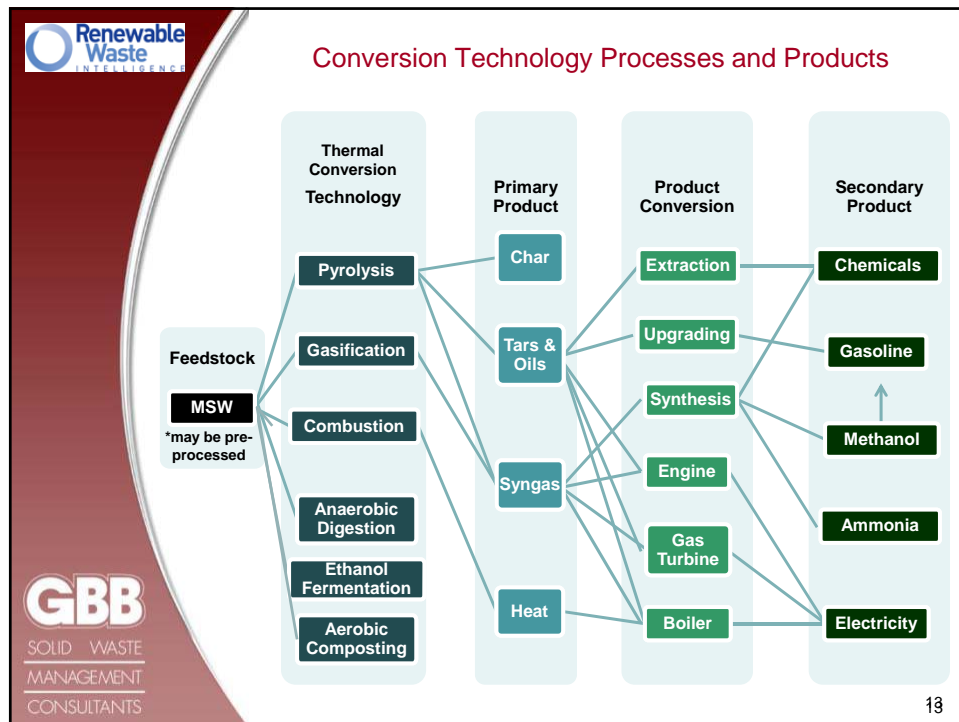 Renewable
Waste
INTELLIGENCE
Conversion Technology Processes and Products
Thermal
Conversion
Technology
Primary
Product
Product
Conversion
Secondary
Product
Feedstock
MSW
*may be pre-
processed
Pyrolysis
Gasification
Combustion
Anaerobic
Digestion
Ethanol
Fermentation
Aerobic
Composting
Char
Tars &
Oils
Syngas
Heat
Extraction
Upgrading
Synthesis
Engine
Gas
Turbine
Boiler
Chemicals
Gasoline
Methanol
Ammonia
Electricity
GBB
SOLID WASTE
MANAGEMENT
CONSULTANTS
13
13